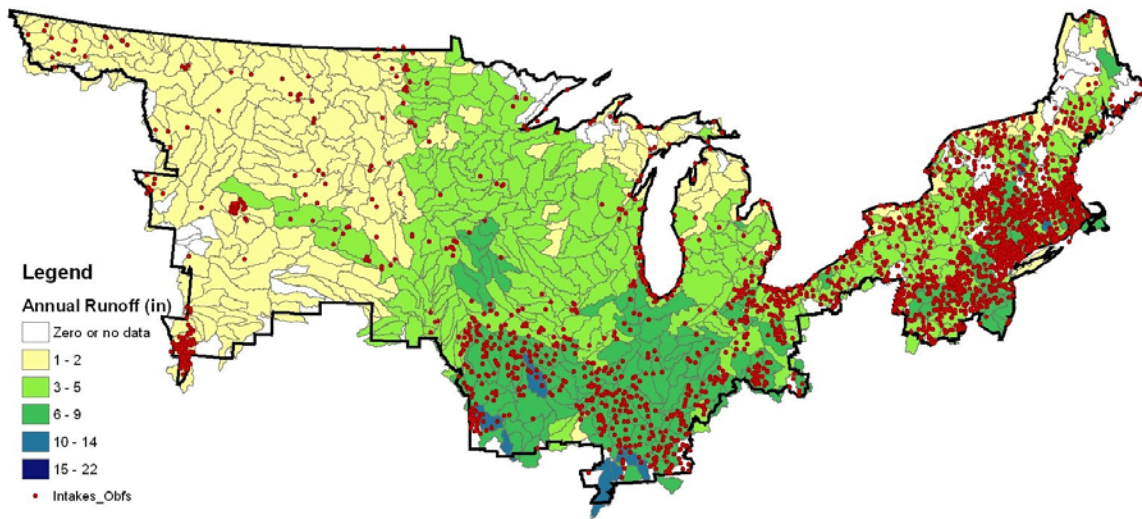 Legend
Annual Runoff (in)
Zero or no data
1 - 2
3 - 5
6 - 9
10 - 14
15 - 22
Intakes_Obfs